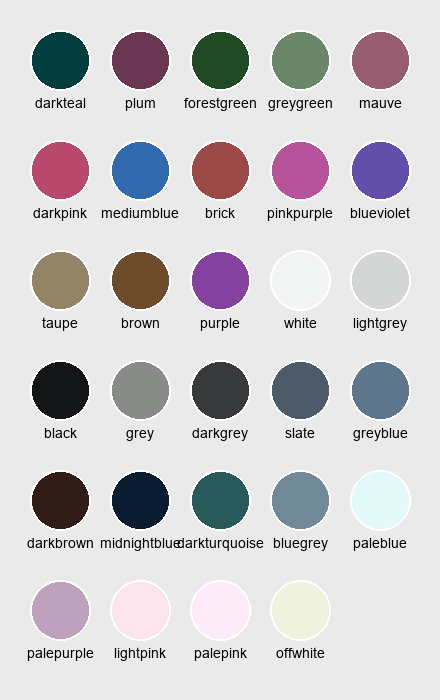 darkteal plum forestgreen greygreen mauve
darkpink mediumblue brick pinkpurple blueviolet
taupe brown purple white lightgrey
black grey darkgrey slate greyblue
darkbrown midnightblue darkturquoise bluegrey paleblue
palepurple lightpink palepink offwhite